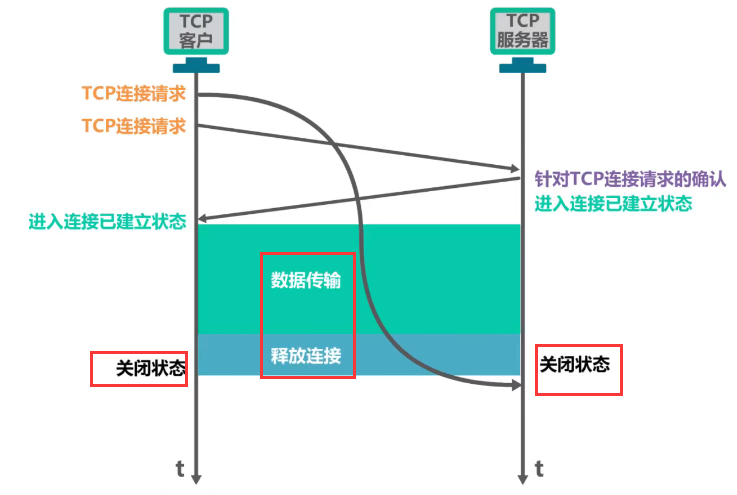 TCP
客户
TCP
服务器
TCP连接请求
TCP连接请求
针对TCP连接请求的确认
进入连接已建立状态
进入连接已建立状态
数据传输
释放连接
关闭状态
关闭状态
t
t